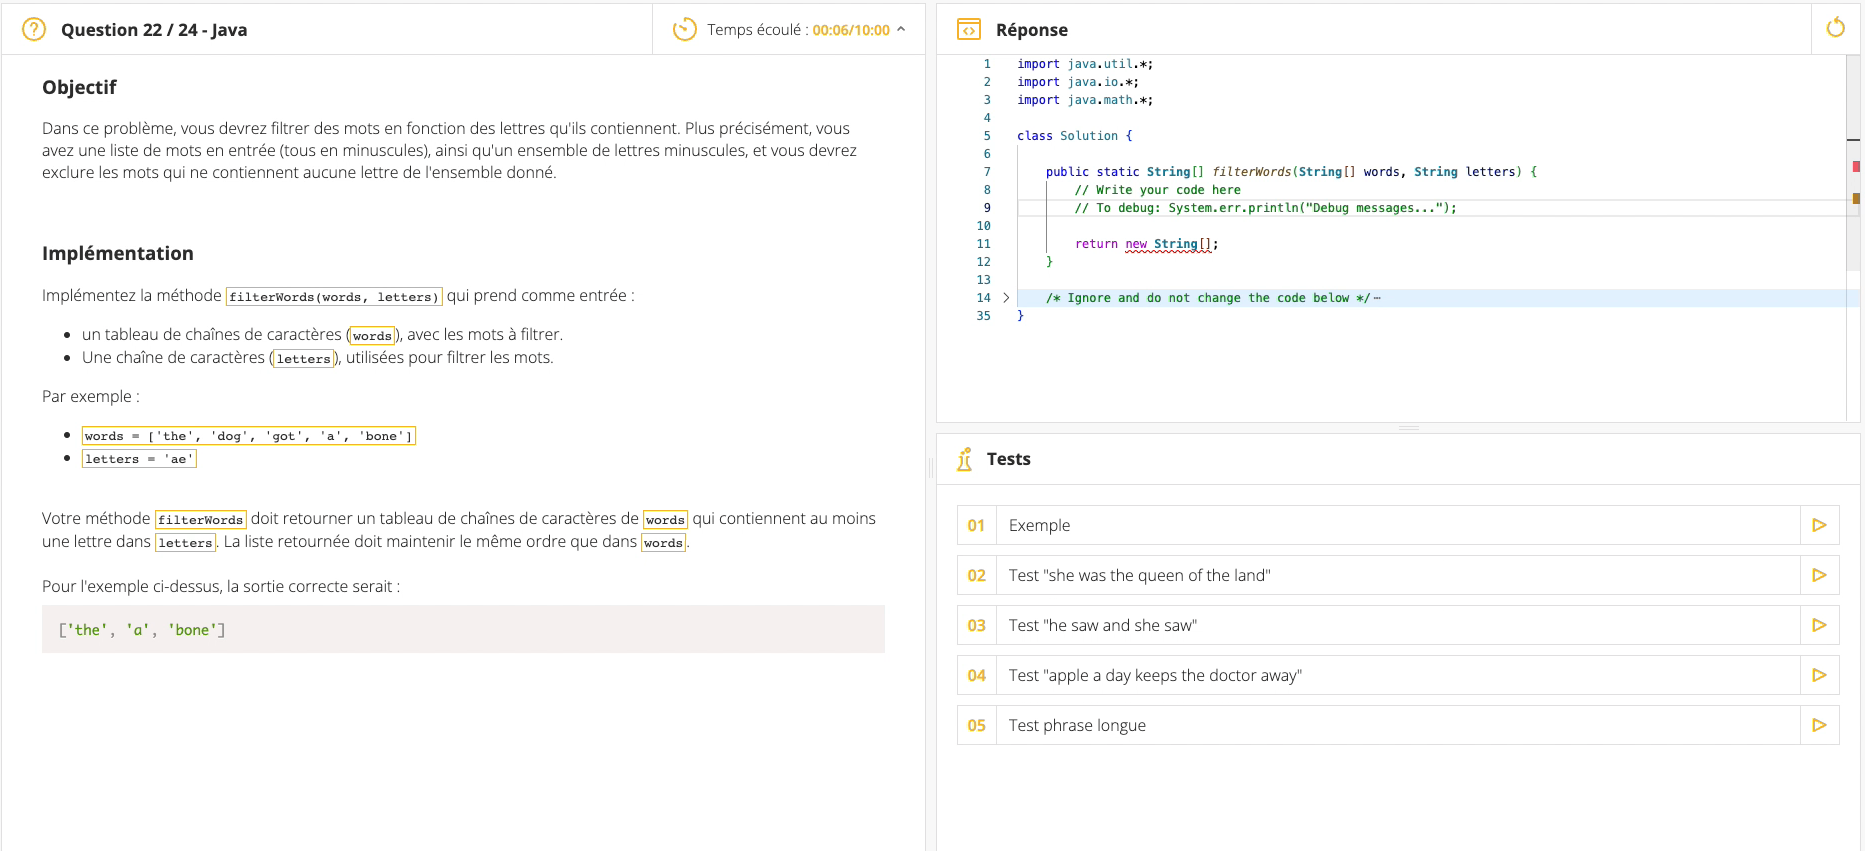 Question 22 / 24 - Java
Temps écoulé : 00:06/10:00
Objectif
Dans ce problème, vous devrez filtrer des mots en fonction des lettres qu'ils contiennent. Plus précisément, vous
avez une liste de mots en entrée (tous en minuscules), ainsi qu'un ensemble de lettres minuscules, et vous devrez
exclure les mots qui ne contiennent aucune lettre de l'ensemble donné.
Implémentation
Implémentez la méthode filterWords(words, letters) qui prend comme entrée :
• un tableau de chaînes de caractères (words), avec les mots à filtrer.
• Une chaîne de caractères (letters), utilisées pour filtrer les mots.
Par exemple :
• words = ['the', 'dog', 'got', 'a', 'bone']
• letters = 'ae'
Votre méthode filterWords doit retourner un tableau de chaînes de caractères de words qui contiennent au moins
une lettre dans letters. La liste retournée doit maintenir le même ordre que dans words.
Pour l'exemple ci-dessus, la sortie correcte serait :
['the', 'a', 'bone']
Réponse
1 import java.util.*;
2 import java.io.*;
3 import java.math.*;
4
5 class Solution {
6
7 public static String[] filterWords(String[] words, String letters) {
8 // Write your code here
9 // To debug: System.err.println("Debug messages...");
10
11 return new String[];
12 }
13
14 /* Ignore and do not change the code below */⋯
35 }
Tests
01 Exemple
02 Test "she was the queen of the land"
03 Test "he saw and she saw"
04 Test "apple a day keeps the doctor away"
05 Test phrase longue